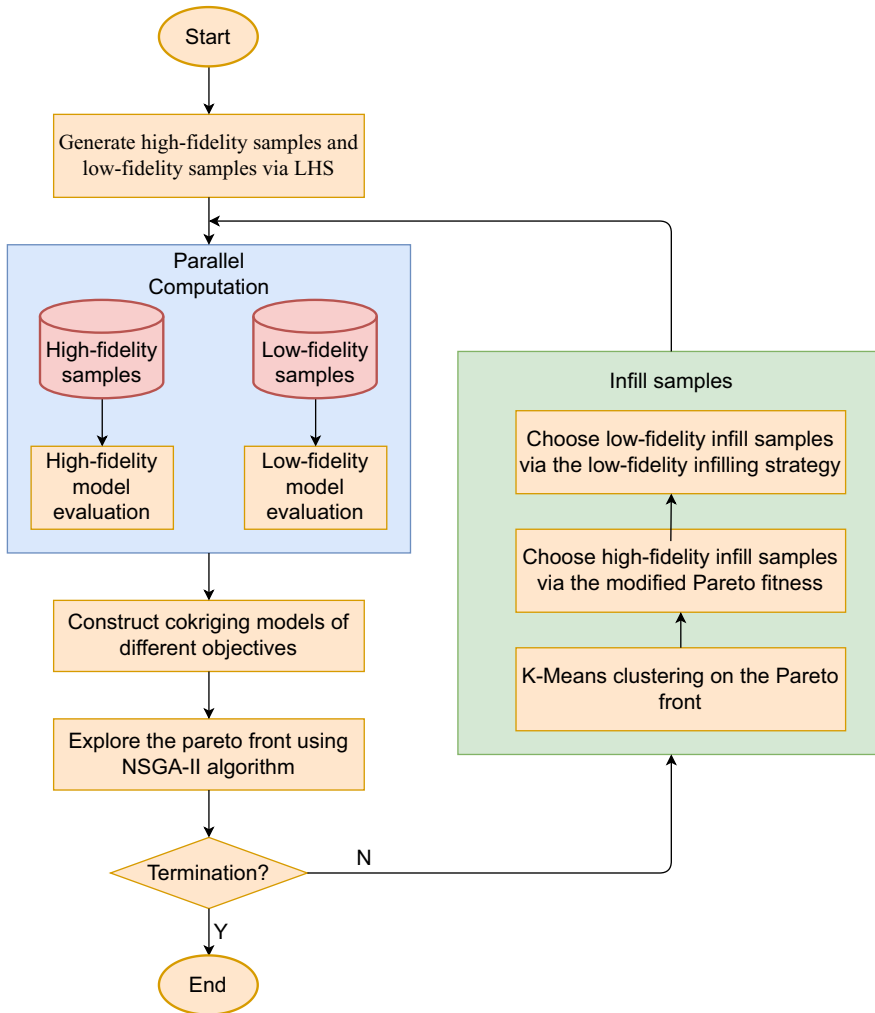 Start
Generate high-fidelity samples and
low-fidelity samples via LHS
Parallel
Computation
High-fidelity
samples
Low-fidelity
samples
High-fidelity
model
evaluation
Low-fidelity
model
evaluation
Construct cokriging models of
different objectives
Explore the pareto front using
NSGA-II algorithm
Termination?
N
Y
End
Infill samples
Choose low-fidelity infill samples
via the low-fidelity infilling strategy
Choose high-fidelity infill samples
via the modified Pareto fitness
K-Means clustering on the Pareto
front